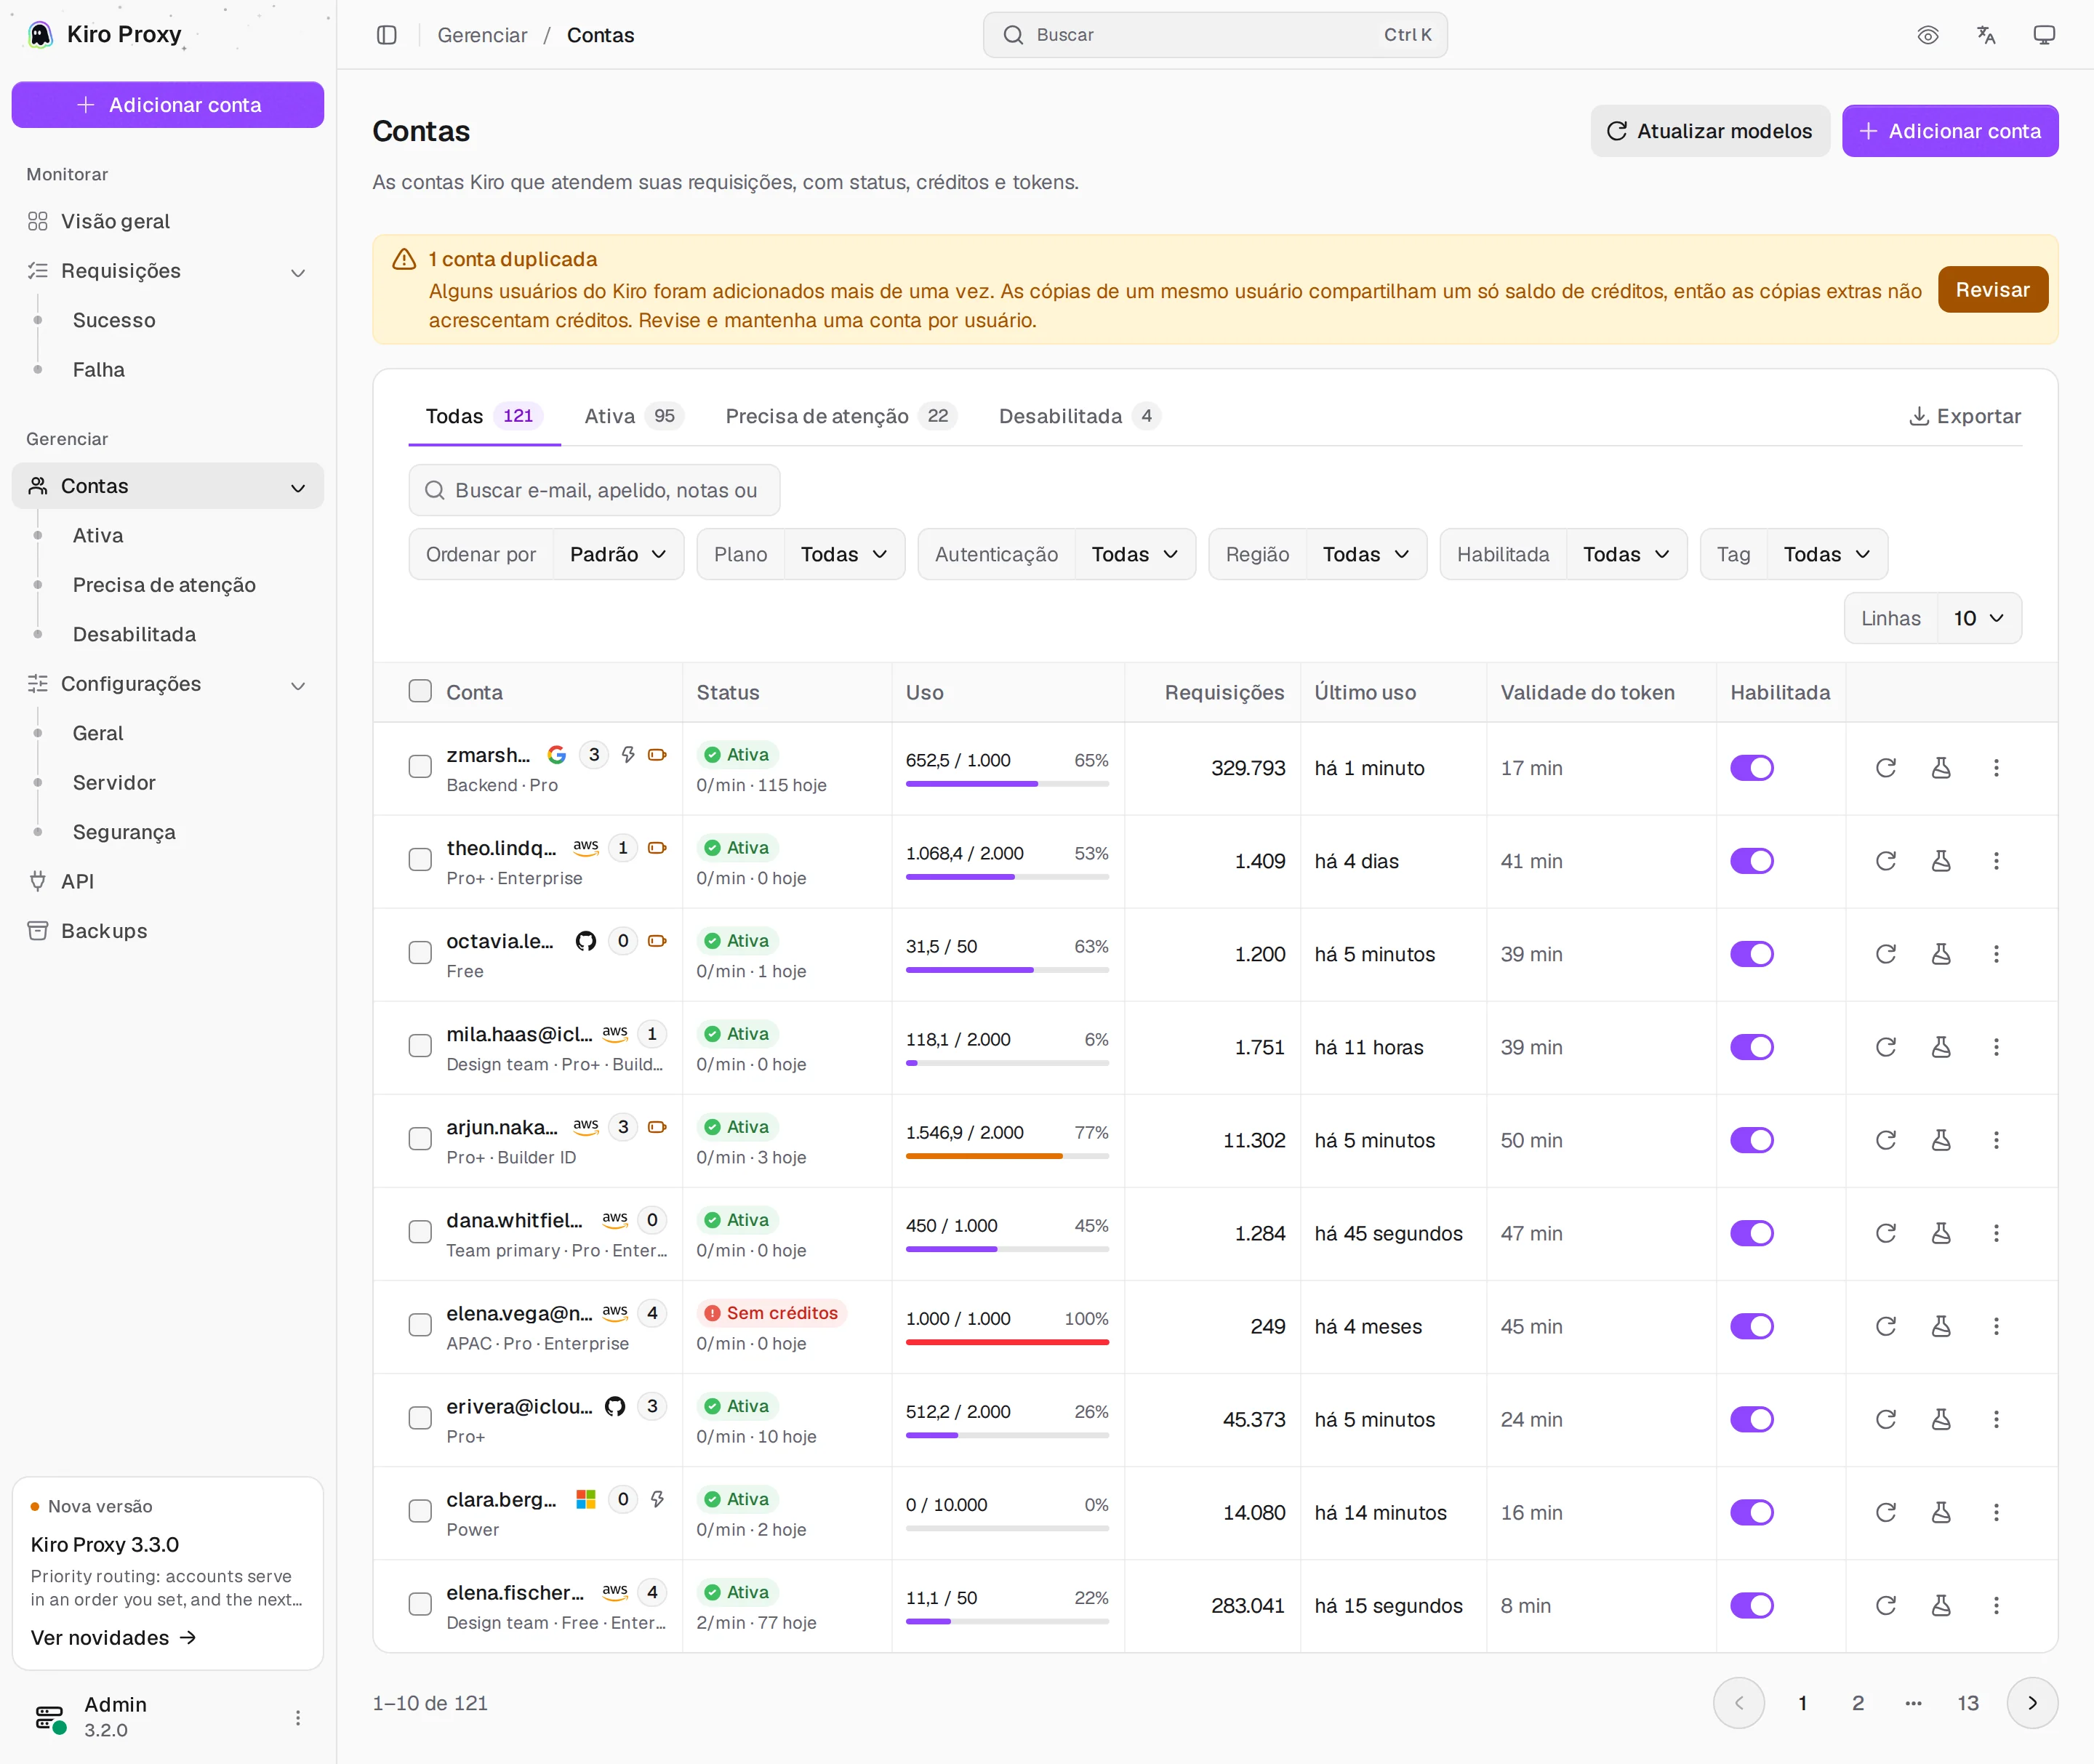 Kiro Proxy
Adicionar conta
Monitorar
Visão geral
Requisições
Sucesso
Falha
Gerenciar
Contas
Ativa
Precisa de atenção
Desabilitada
Configurações
Geral
Servidor
Segurança
API
Backups
Nova versão
Kiro Proxy 3.3.0
Priority routing: accounts serve
in an order you set, and the next...
Ver novidades
Admin
3.2.0
Gerenciar / Contas
Buscar Ctrl K
Contas
Atualizar modelos
Adicionar conta
As contas Kiro que atendem suas requisições, com status, créditos e tokens.
1 conta duplicada
Alguns usuários do Kiro foram adicionados mais de uma vez. As cópias de um mesmo usuário compartilham um só saldo de créditos, então as cópias extras não
acrescentam créditos. Revise e mantenha uma conta por usuário.
Revisar
Todas 121 Ativa 95 Precisa de atenção 22 Desabilitada 4 Exportar
Buscar e-mail, apelido, notas ou
Ordenar por Padrão Plano Todas Autenticação Todas Região Todas Habilitada Todas Tag Todas
Linhas 10
Conta Status Uso Requisições Último uso Validade do token Habilitada
zmarsh... 3 Ativa 652,5 / 1.000 65% 329.793 há 1 minuto 17 min
Backend · Pro 0/min · 115 hoje
theo.lindq... aws 1 Ativa 1.068,4 / 2.000 53% 1.409 há 4 dias 41 min
Pro+ · Enterprise 0/min · 0 hoje
octavia.le... 0 Ativa 31,5 / 50 63% 1.200 há 5 minutos 39 min
Free 0/min · 1 hoje
mila.haas@icl... aws 1 Ativa 118,1 / 2.000 6% 1.751 há 11 horas 39 min
Design team · Pro+ · Build... 0/min · 0 hoje
arjun.naka... aws 3 Ativa 1.546,9 / 2.000 77% 11.302 há 5 minutos 50 min
Pro+ · Builder ID 0/min · 3 hoje
dana.whitfiel... aws 0 Ativa 450 / 1.000 45% 1.284 há 45 segundos 47 min
Team primary · Pro · Enter... 0/min · 0 hoje
elena.vega@n... aws 4 Sem créditos 1.000 / 1.000 100% 249 há 4 meses 45 min
APAC · Pro · Enterprise 0/min · 0 hoje
erivera@iclou... 3 Ativa 512,2 / 2.000 26% 45.373 há 5 minutos 24 min
Pro+ 0/min · 10 hoje
clara.berg... 0 Ativa 0 / 10.000 0% 14.080 há 14 minutos 16 min
Power 0/min · 2 hoje
elena.fischer... aws 4 Ativa 11,1 / 50 22% 283.041 há 15 segundos 8 min
Design team · Free · Enter... 2/min · 77 hoje
1–10 de 121
1 2 ... 13